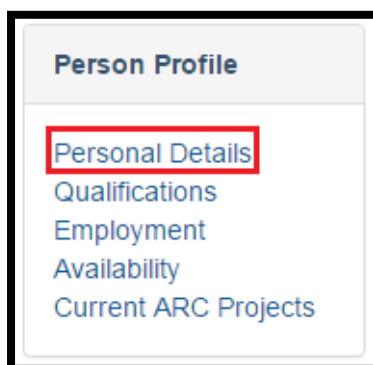 Person Profile
Personal Details
Qualifications
Employment
Availability
Current ARC Projects